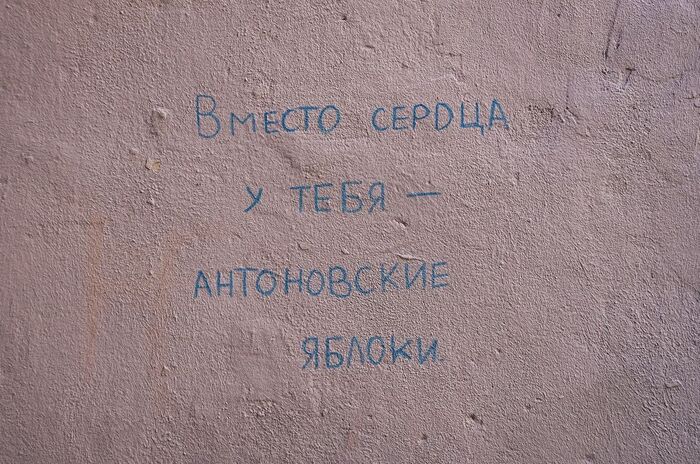 Вместо сердца
у тебя —
антоновские
яблоки